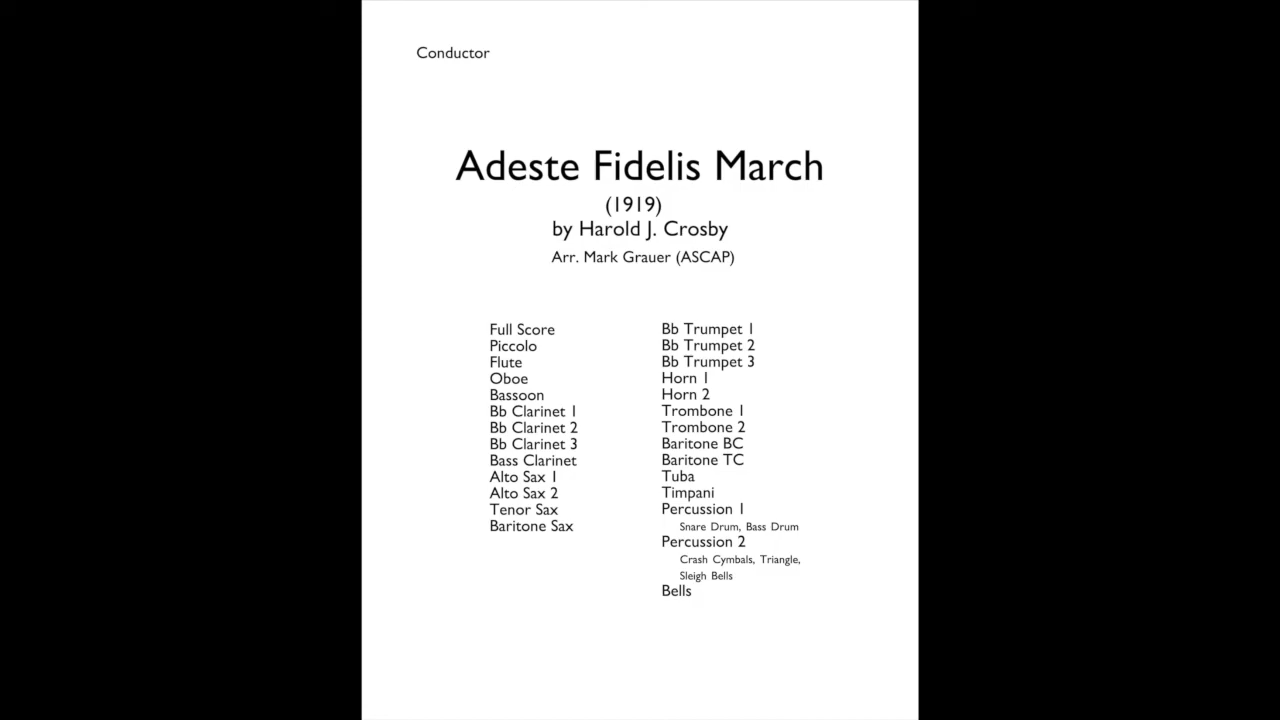 Conductor
Adeste Fidelis March
(1919)
by Harold J. Crosby
Arr. Mark Grauer (ASCAP)
Full Score
Piccolo
Flute
Oboe
Bassoon
Bb Clarinet 1
Bb Clarinet 2
Bb Clarinet 3
Bass Clarinet
Alto Sax 1
Alto Sax 2
Tenor Sax
Baritone Sax
Bb Trumpet 1
Bb Trumpet 2
Bb Trumpet 3
Horn 1
Horn 2
Trombone 1
Trombone 2
Baritone BC
Baritone TC
Tuba
Timpani
Percussion 1
Snare Drum, Bass Drum
Percussion 2
Crash Cymbals, Triangle,
Sleigh Bells
Bells